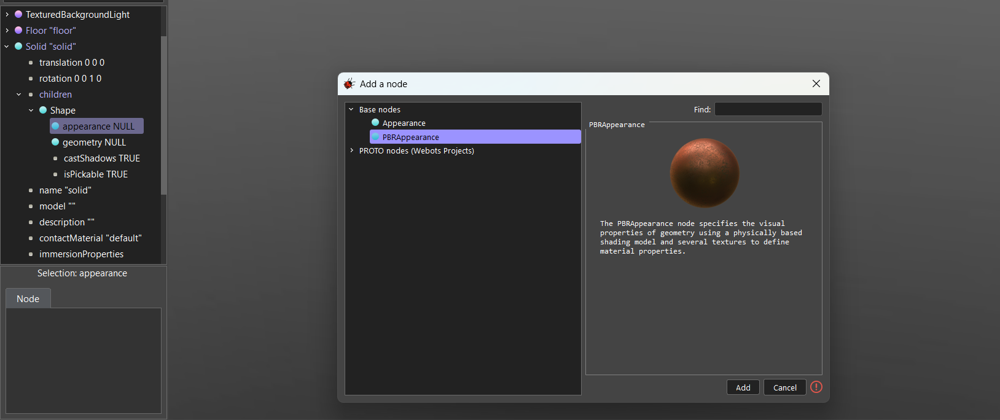 TexturedBackgroundLight
Floor "floor"
Solid "solid"
translation 0 0 0
rotation 0 0 1 0
children
Shape
appearance NULL
geometry NULL
castShadows TRUE
isPickable TRUE
name "solid"
model ""
description ""
contactMaterial "default"
immersionProperties
Selection: appearance
Node
Add a node
Base nodes
Appearance
PBRAppearance
PROTO nodes (Webots Projects)
Find:
PBRAppearance
The PBRAppearance node specifies the visual
properties of geometry using a physically based
shading model and several textures to define
material properties.
Add
Cancel